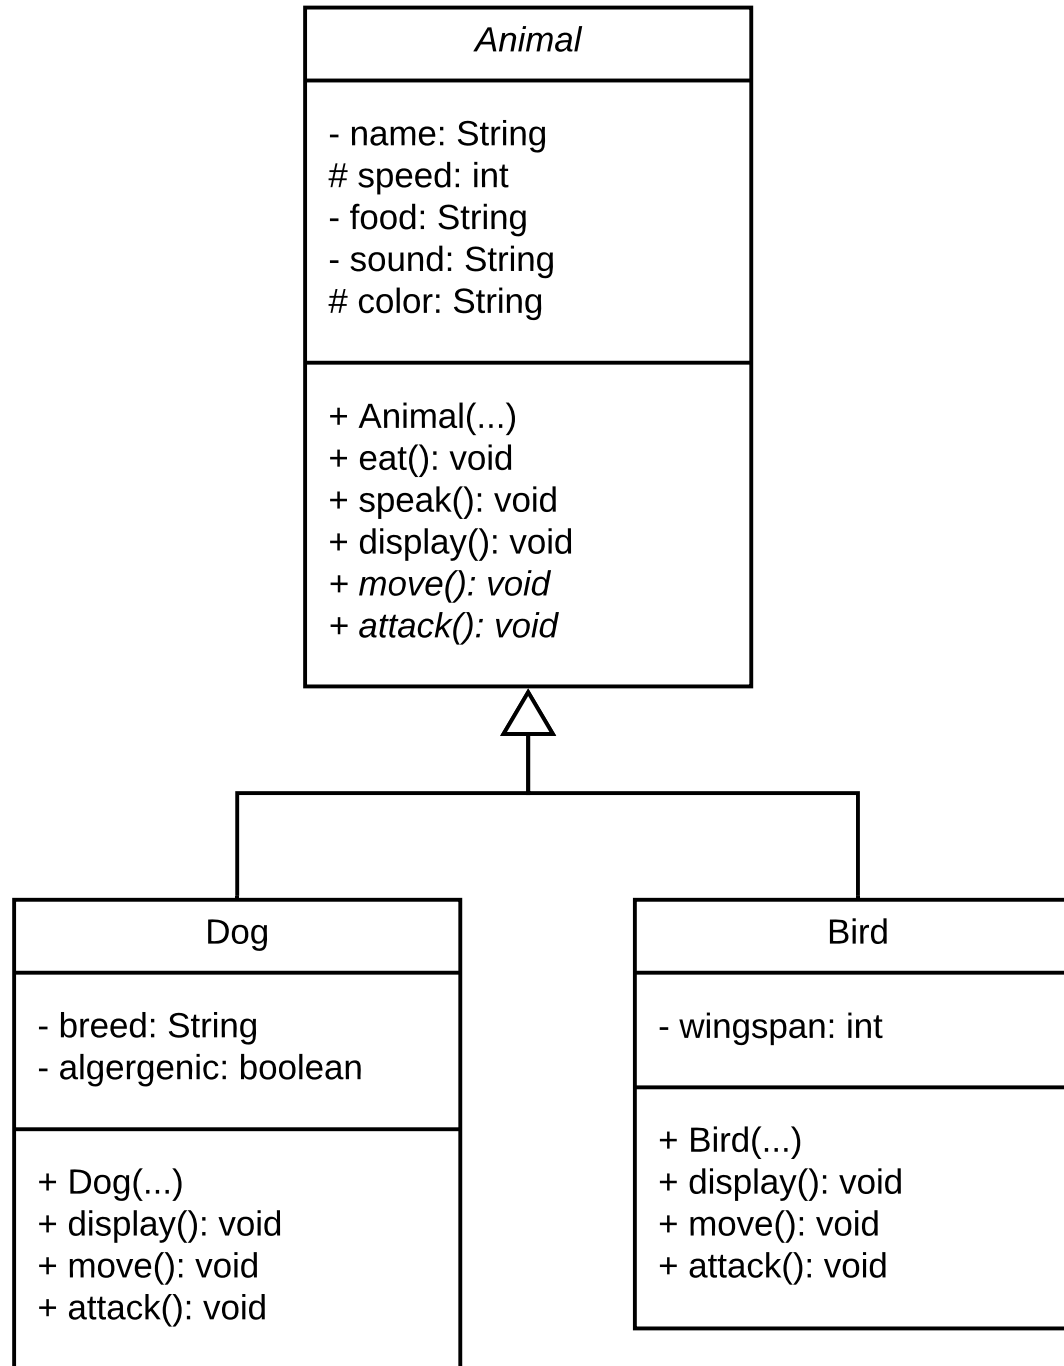 Animal
- name: String
# speed: int
- food: String
- sound: String
# color: String
+ Animal(...)
+ eat(): void
+ speak(): void
+ display(): void
+ move(): void
+ attack(): void
Dog
- breed: String
- algergenic: boolean
+ Dog(...)
+ display(): void
+ move(): void
+ attack(): void
Bird
- wingspan: int
+ Bird(...)
+ display(): void
+ move(): void
+ attack(): void